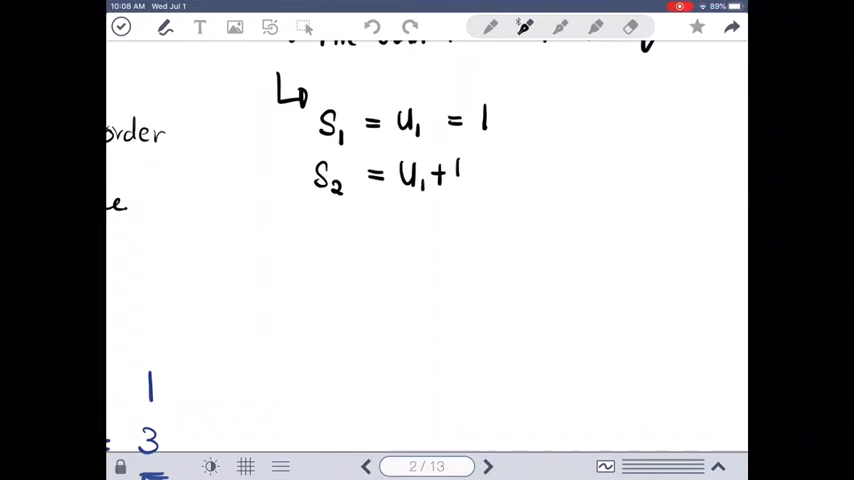 10:08 AM Wed Jul 1
89%
T
order
S₁ = U₁ = 1
S₂ = U₁ + 1
e
1
= 3
2 / 13